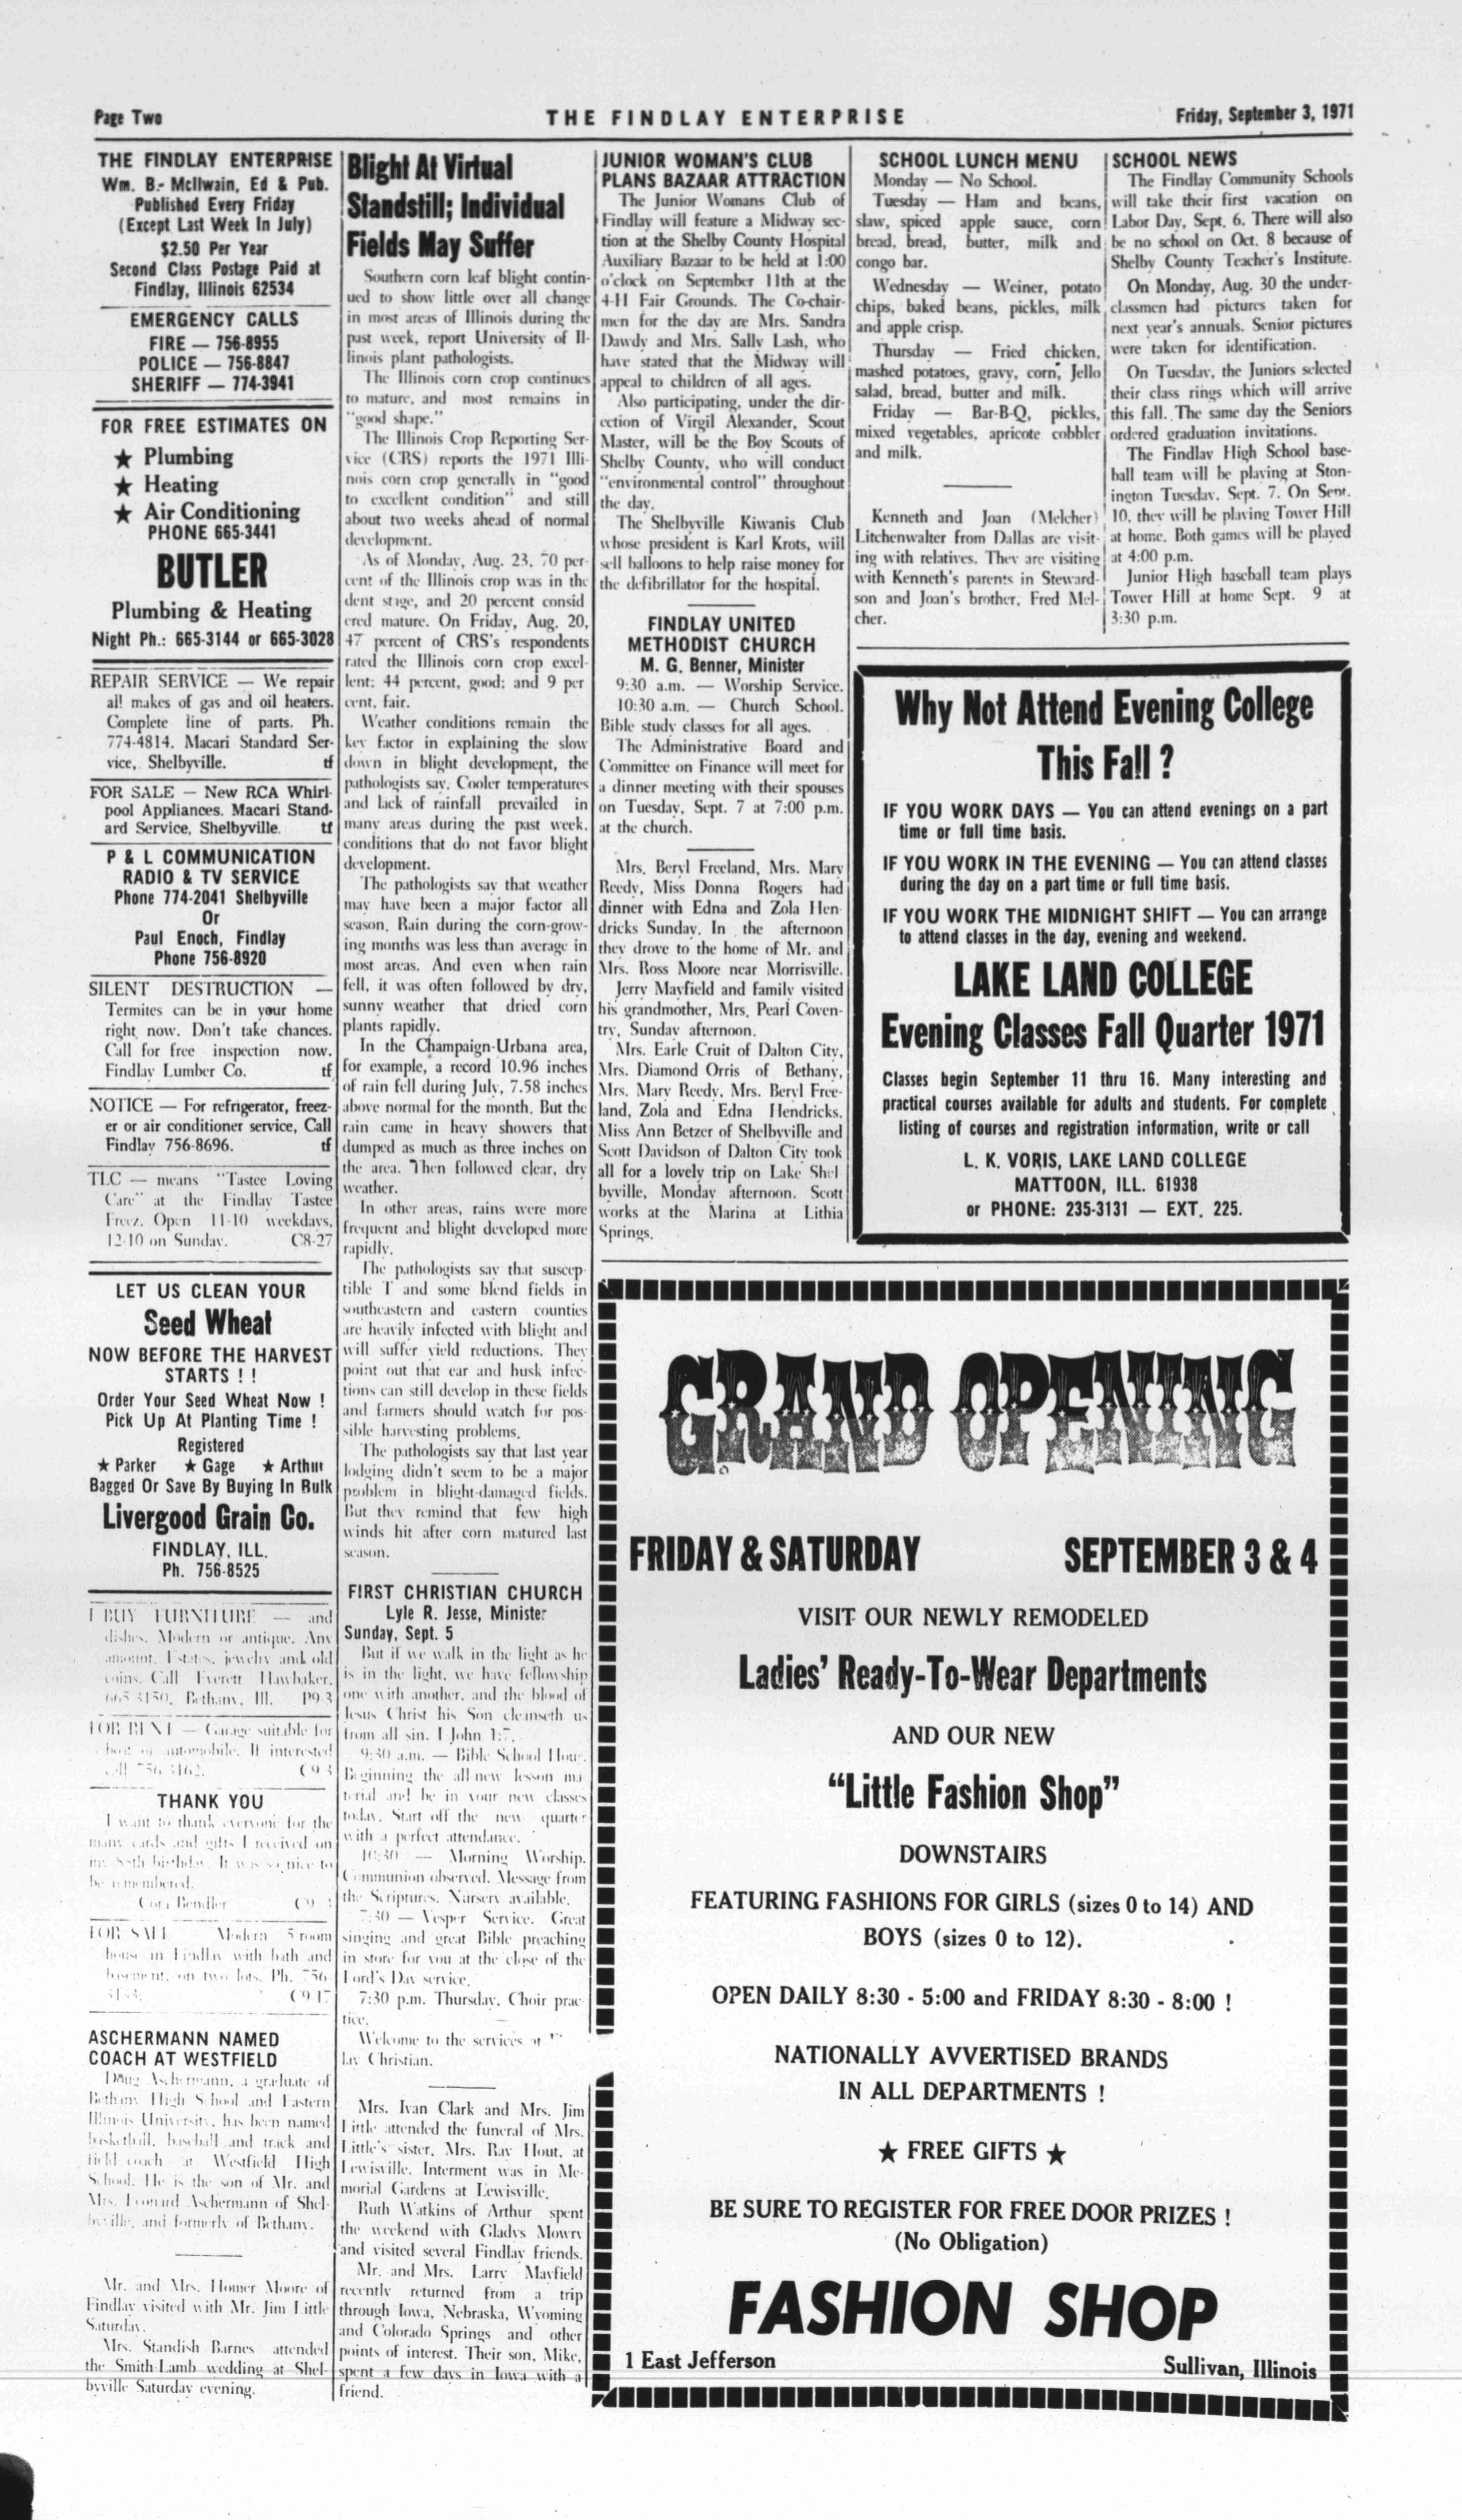 Page Two
THE FINDLAY ENTERPRISE
Friday, September 3, 1971
THE FINDLAY ENTERPRISE
Wm. B. McIlwain, Ed & Pub.
Published Every Friday
(Except Last Week In July)
$2.50 Per Year
Second Class Postage Paid at
Findlay, Illinois 62534
EMERGENCY CALLS
FIRE — 756-8955
POLICE — 756-8847
SHERIFF — 774-3941
FOR FREE ESTIMATES ON
★ Plumbing
★ Heating
★ Air Conditioning
PHONE 665-3441
BUTLER
Plumbing & Heating
Night Ph.: 665-3144 or 665-3028
REPAIR SERVICE — We repair
all makes of gas and oil heaters.
Complete line of parts. Ph.
774-4814. Macari Standard Ser-
vice, Shelbyville. tf
FOR SALE — New RCA Whirl-
pool Appliances. Macari Stand-
ard Service, Shelbyville. tf
P & L COMMUNICATION
RADIO & TV SERVICE
Phone 774-2041 Shelbyville
Or
Paul Enoch, Findlay
Phone 756-8920
SILENT DESTRUCTION —
Termites can be in your home
right now. Don't take chances.
Call for free inspection now.
Findlay Lumber Co. tf
NOTICE — For refrigerator, freez-
er or air conditioner service, Call
Findlay 756-8696. tf
TLC — means "Tastee Loving
Care" at the Findlay Tastee
Freez. Open 11-10 weekdays,
12-10 on Sunday. C8-27
LET US CLEAN YOUR
Seed Wheat
NOW BEFORE THE HARVEST
STARTS ! !
Order Your Seed Wheat Now !
Pick Up At Planting Time !
Registered
★ Parker ★ Gage ★ Arthur
Bagged Or Save By Buying In Bulk
Livergood Grain Co.
FINDLAY, ILL.
Ph. 756-8525
I BUY FURNITURE — and
dishes. Modern or antique. Any
amount. Estates, jewelry and old
coins. Call Everett Hawbaker,
665-3150, Bethany, Ill. P9-3
FOR RENT — Garage suitable for
boat or automobile. If interested
call 756-3162. C9-3
THANK YOU
I want to thank everyone for the
many cards and gifts I received on
my birthday. It was so nice to
be remembered.
Cora Bendler
FOR SALE Modern 5 room
house in Findlay with bath and
basement, on two lots. Ph. 756-
C9-17
ASCHERMANN NAMED
COACH AT WESTFIELD
Doug Aschermann, a graduate of
Bethany High School and Eastern
Illinois University, has been named
basketball, baseball and track and
field coach at Westfield High
School. He is the son of Mr. and
Mrs. Leonard Aschermann of Shel-
byville, and formerly of Bethany.
Mr. and Mrs. Homer Moore of
Findlay visited with Mr. Jim Little
Saturday.
Mrs. Standish Barnes attended
the Smith-Lamb wedding at Shel-
byville Saturday evening.
Blight At Virtual
Standstill; Individual
Fields May Suffer
Southern corn leaf blight contin-
ued to show little over all change
in most areas of Illinois during the
past week, report University of Il-
linois plant pathologists.
The Illinois corn crop continues
to mature, and most remains in
"good shape."
The Illinois Crop Reporting Ser-
vice (CRS) reports the 1971 Illi-
nois corn crop generally in "good
to excellent condition" and still
about two weeks ahead of normal
development.
As of Monday, Aug. 23, 70 per-
cent of the Illinois crop was in the
dent stige, and 20 percent consid
ered mature. On Friday, Aug. 20,
47 percent of CRS's respondents
rated the Illinois corn crop excel-
lent; 44 percent, good; and 9 per
cent, fair.
Weather conditions remain the
key factor in explaining the slow
down in blight development, the
pathologists say. Cooler temperatures
and lack of rainfall prevailed in
many areas during the past week,
conditions that do not favor blight
development.
The pathologists say that weather
may have been a major factor all
season. Rain during the corn-grow-
ing months was less than average in
most areas. And even when rain
fell, it was often followed by dry,
sunny weather that dried corn
plants rapidly.
In the Champaign-Urbana area,
for example, a record 10.96 inches
of rain fell during July, 7.58 inches
above normal for the month. But the
rain came in heavy showers that
dumped as much as three inches on
the area. Then followed clear, dry
weather.
In other areas, rains were more
frequent and blight developed more
rapidly.
The pathologists say that suscep-
tible T and some blend fields in
southeastern and eastern counties
are heavily infected with blight and
will suffer yield reductions. They
point out that ear and husk infec-
tions can still develop in these fields
and farmers should watch for pos-
sible harvesting problems.
The pathologists say that last year
lodging didn't seem to be a major
problem in blight-damaged fields.
But they remind that few high
winds hit after corn matured last
season.
FIRST CHRISTIAN CHURCH
Lyle R. Jesse, Minister
Sunday, Sept. 5
But if we walk in the light as he
is in the light, we have fellowship
one with another, and the blood of
Jesus Christ his Son cleanseth us
from all sin. I John 1:7.
9:30 a.m. — Bible School Hour.
Beginning the all-new lesson ma-
terial and be in your new classes
today. Start off the new quarter
with a perfect attendance.
10:30 — Morning Worship.
Communion observed. Message from
the Scriptures. Nursery available.
7:30 — Vesper Service. Great
singing and great Bible preaching
in store for you at the close of the
Lord's Day service.
7:30 p.m. Thursday, Choir prac-
tice.
Welcome to the services at
lay Christian.
Mrs. Ivan Clark and Mrs. Jim
Little attended the funeral of Mrs.
Little's sister, Mrs. Ray Hout, at
Lewisville. Interment was in Me-
morial Gardens at Lewisville.
Ruth Watkins of Arthur spent
the weekend with Gladys Mowry
and visited several Findlay friends.
Mr. and Mrs. Larry Mayfield
recently returned from a trip
through Iowa, Nebraska, Wyoming
and Colorado Springs and other
points of interest. Their son, Mike,
spent a few days in Iowa with a
friend.
JUNIOR WOMAN'S CLUB
PLANS BAZAAR ATTRACTION
The Junior Womans Club of
Findlay will feature a Midway sec-
tion at the Shelby County Hospital
Auxiliary Bazaar to be held at 1:00
o'clock on September 11th at the
4-H Fair Grounds. The Co-chair-
men for the day are Mrs. Sandra
Dawdy and Mrs. Sally Lash, who
have stated that the Midway will
appeal to children of all ages.
Also participating, under the dir-
ection of Virgil Alexander, Scout
Master, will be the Boy Scouts of
Shelby County, who will conduct
"environmental control" throughout
the day.
The Shelbyville Kiwanis Club
whose president is Karl Krots, will
sell balloons to help raise money for
the defibrillator for the hospital.
FINDLAY UNITED
METHODIST CHURCH
M. G. Benner, Minister
9:30 a.m. — Worship Service.
10:30 a.m. — Church School.
Bible study classes for all ages.
The Administrative Board and
Committee on Finance will meet for
a dinner meeting with their spouses
on Tuesday, Sept. 7 at 7:00 p.m.
at the church.
Mrs. Beryl Freeland, Mrs. Mary
Reedy, Miss Donna Rogers had
dinner with Edna and Zola Hen
dricks Sunday. In the afternoon
they drove to the home of Mr. and
Mrs. Ross Moore near Morrisville.
Jerry Mayfield and family visited
his grandmother, Mrs. Pearl Coven-
try, Sunday afternoon.
Mrs. Earle Cruit of Dalton City,
Mrs. Diamond Orris of Bethany,
Mrs. Mary Reedy, Mrs. Beryl Free-
land, Zola and Edna Hendricks,
Miss Ann Betzer of Shelbyville and
Scott Davidson of Dalton City took
all for a lovely trip on Lake Shel
byville, Monday afternoon. Scott
works at the Marina at Lithia
Springs.
SCHOOL LUNCH MENU
Monday — No School.
Tuesday — Ham and beans,
slaw, spiced apple sauce, corn
bread, bread, butter, milk and
congo bar.
Wednesday — Weiner, potato
chips, baked beans, pickles, milk
and apple crisp.
Thursday — Fried chicken,
mashed potatoes, gravy, corn, Jello
salad, bread, butter and milk.
Friday — Bar-B-Q, pickles,
mixed vegetables, apricote cobbler
and milk.
Kenneth and Joan (Melcher)
Litchenwalter from Dallas are visit-
ing with relatives. They are visiting
with Kenneth's parents in Steward-
son and Joan's brother, Fred Mel-
cher.
SCHOOL NEWS
The Findlay Community Schools
will take their first vacation on
Labor Day, Sept. 6. There will also
be no school on Oct. 8 because of
Shelby County Teacher's Institute.
On Monday, Aug. 30 the under-
classmen had pictures taken for
next year's annuals. Senior pictures
were taken for identification.
On Tuesday, the Juniors selected
their class rings which will arrive
this fall. The same day the Seniors
ordered graduation invitations.
The Findlay High School base-
ball team will be playing at Ston-
ington Tuesday, Sept. 7. On Sept.
10, they will be playing Tower Hill
at home. Both games will be played
at 4:00 p.m.
Junior High baseball team plays
Tower Hill at home Sept. 9 at
3:30 p.m.
Why Not Attend Evening College
This Fall ?
IF YOU WORK DAYS — You can attend evenings on a part
time or full time basis.
IF YOU WORK IN THE EVENING — You can attend classes
during the day on a part time or full time basis.
IF YOU WORK THE MIDNIGHT SHIFT — You can arrange
to attend classes in the day, evening and weekend.
LAKE LAND COLLEGE
Evening Classes Fall Quarter 1971
Classes begin September 11 thru 16. Many interesting and
practical courses available for adults and students. For complete
listing of courses and registration information, write or call
L. K. VORIS, LAKE LAND COLLEGE
MATTOON, ILL. 61938
or PHONE: 235-3131 — EXT. 225.
GRAND OPENING
FRIDAY & SATURDAY SEPTEMBER 3 & 4
VISIT OUR NEWLY REMODELED
Ladies' Ready-To-Wear Departments
AND OUR NEW
"Little Fashion Shop"
DOWNSTAIRS
FEATURING FASHIONS FOR GIRLS (sizes 0 to 14) AND
BOYS (sizes 0 to 12).
OPEN DAILY 8:30 - 5:00 and FRIDAY 8:30 - 8:00 !
NATIONALLY AVVERTISED BRANDS
IN ALL DEPARTMENTS !
★ FREE GIFTS ★
BE SURE TO REGISTER FOR FREE DOOR PRIZES !
(No Obligation)
FASHION SHOP
1 East Jefferson
Sullivan, Illinois